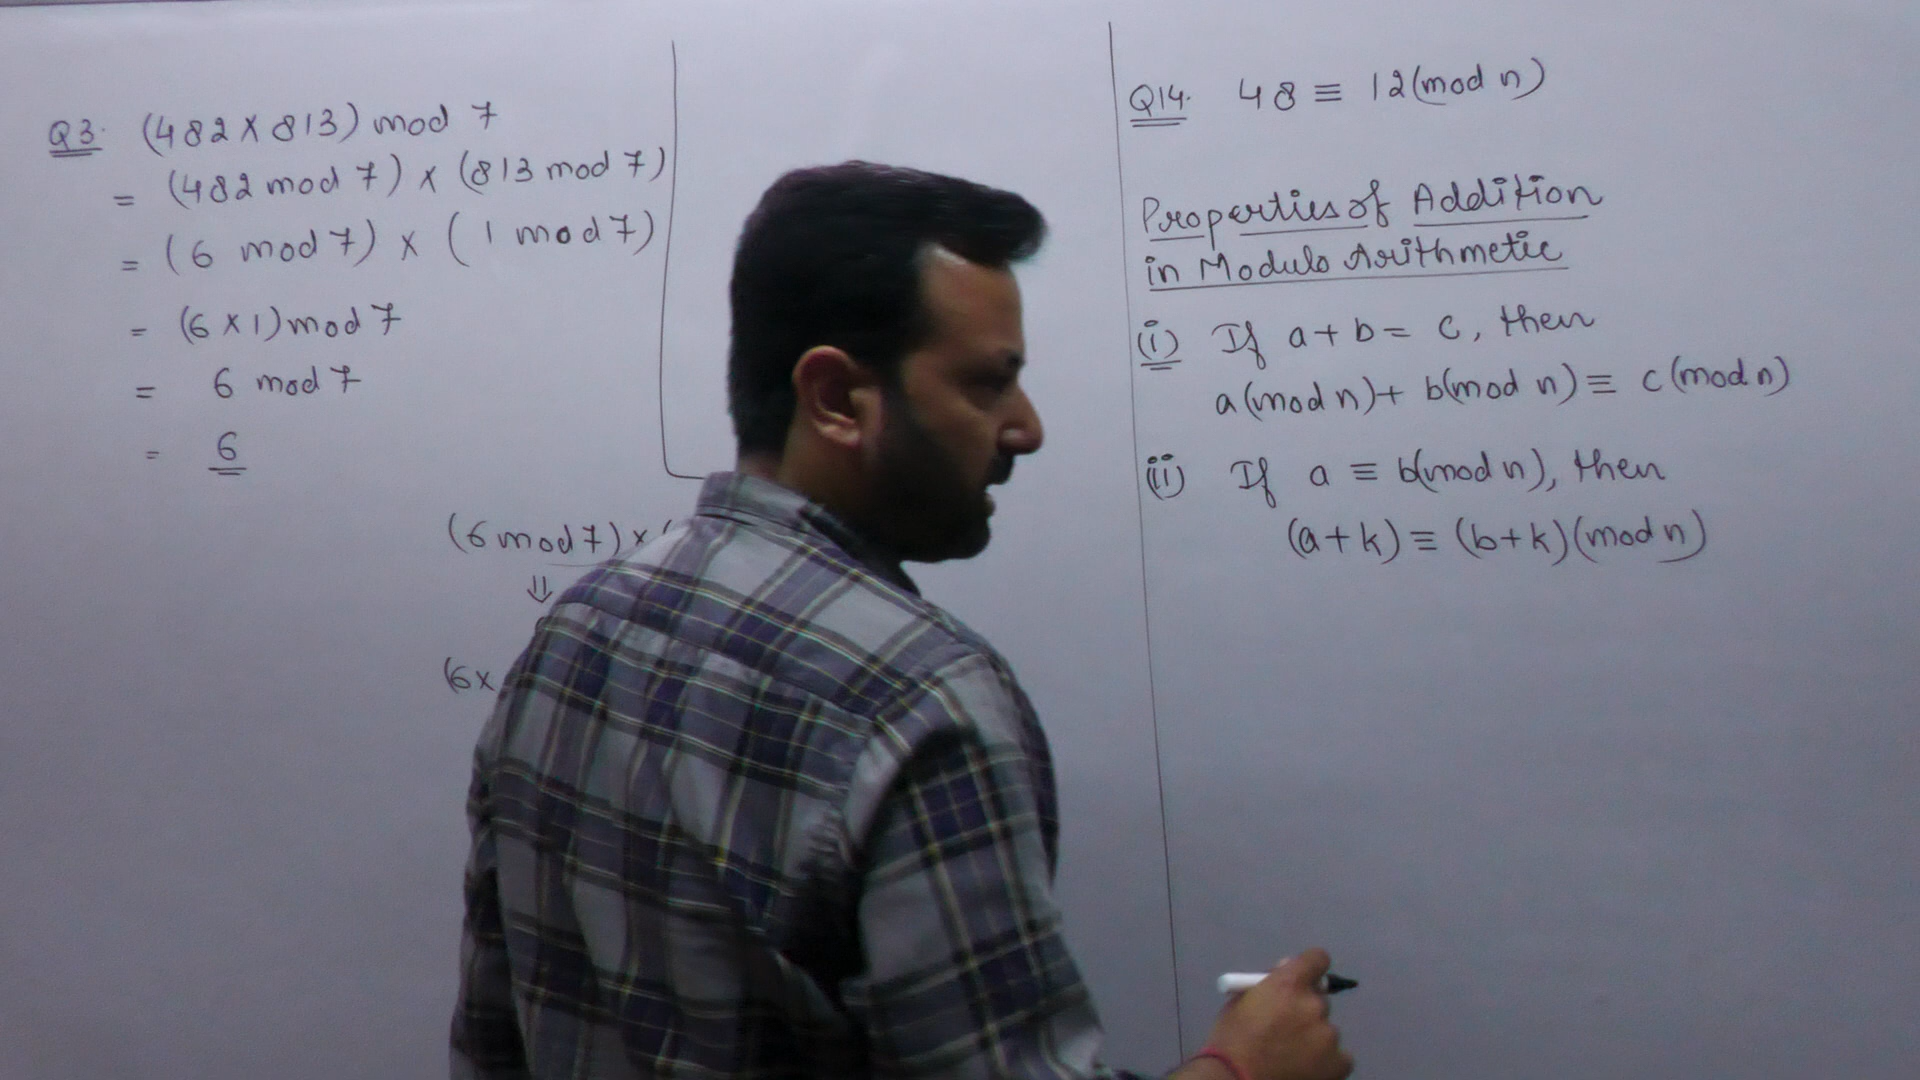 Q3. (482 × 813) mod 7
= (482 mod 7) × (813 mod 7)
= (6 mod 7) × (1 mod 7)
= (6 × 1) mod 7
= 6 mod 7
= 6
(6 mod 7) × (
⇓
(6×
Q14. 48 ≡ 12 (mod n)
Properties of Addition
in Modulo Arithmetic
(i) If a + b = c, then
a (mod n) + b(mod n) ≡ c (mod n)
(ii) If a ≡ b(mod n), then
(a + k) ≡ (b + k) (mod n)